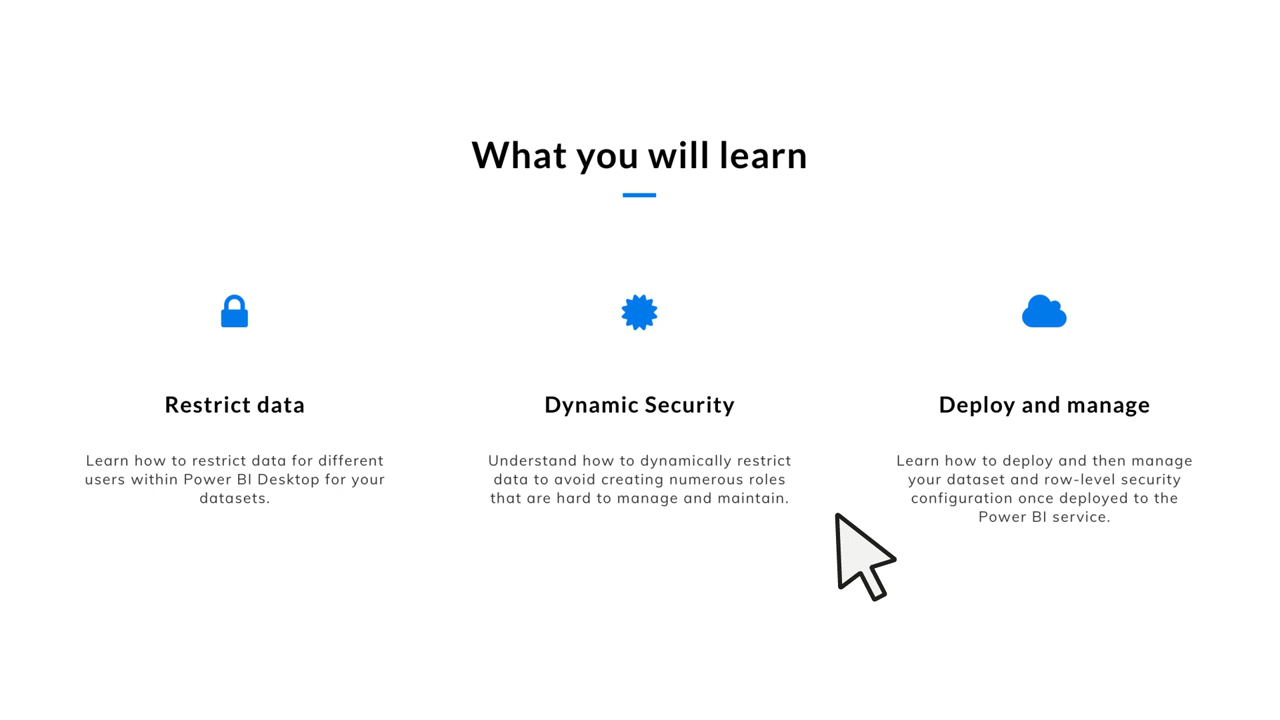 What you will learn
Restrict data
Learn how to restrict data for different
users within Power BI Desktop for your
datasets.
Dynamic Security
Understand how to dynamically restrict
data to avoid creating numerous roles
that are hard to manage and maintain.
Deploy and manage
Learn how to deploy and then manage
your dataset and row-level security
configuration once deployed to the
Power BI service.